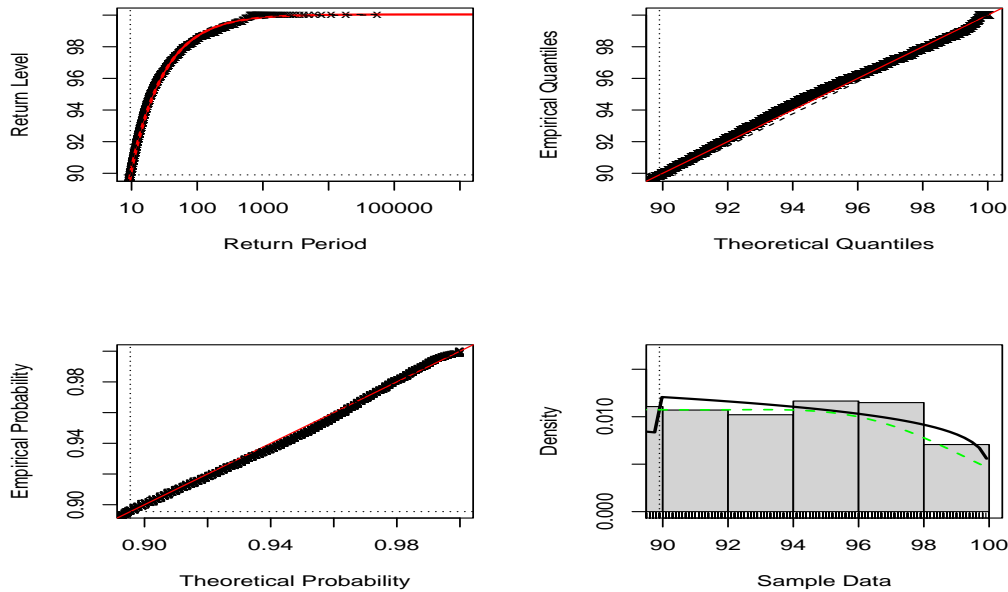 Return Level
90 92 94 96 98
10 100 1000 100000
Return Period
Empirical Quantiles
90 92 94 96 98
90 92 94 96 98 100
Theoretical Quantiles
Empirical Probability
0.90 0.94 0.98
0.90 0.94 0.98
Theoretical Probability
Density
0.000 0.010
90 92 94 96 98 100
Sample Data